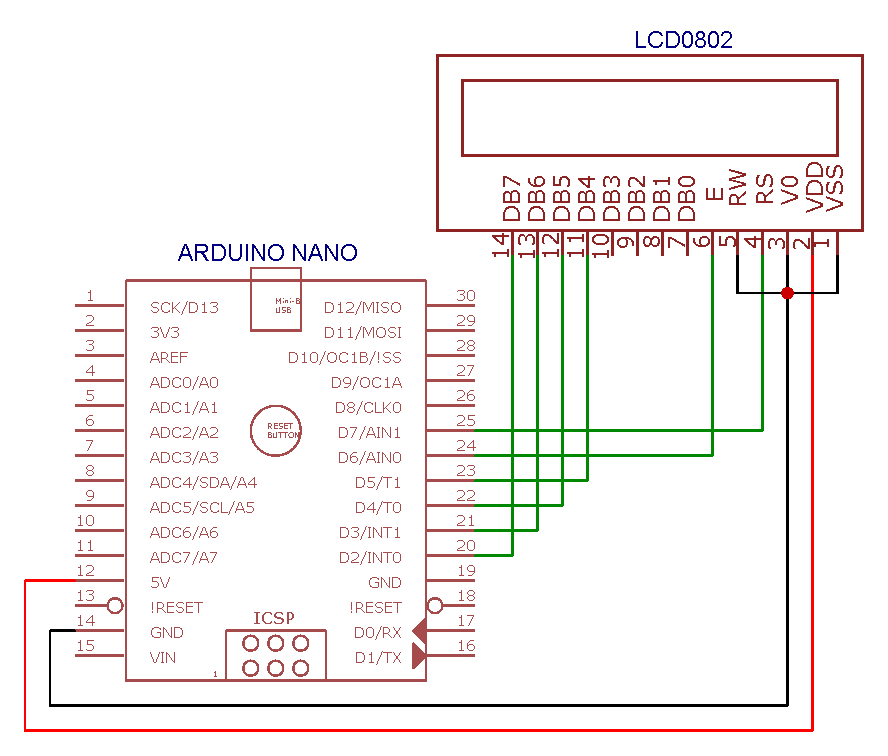 LCD0802
DB7 DB6 DB5 DB4 DB3 DB2 DB1 DB0 E RW RS V0 VDD VSS
14 13 12 11 10 9 8 7 6 5 4 3 2 1
ARDUINO NANO
Mini-B
USB
1 SCK/D13 D12/MISO 30
2 3V3 D11/MOSI 29
3 AREF D10/OC1B/!SS 28
4 ADC0/A0 D9/OC1A 27
5 ADC1/A1 D8/CLK0 26
6 ADC2/A2 D7/AIN1 25
RESET
BUTTON
7 ADC3/A3 D6/AIN0 24
8 ADC4/SDA/A4 D5/T1 23
9 ADC5/SCL/A5 D4/T0 22
10 ADC6/A6 D3/INT1 21
11 ADC7/A7 D2/INT0 20
12 5V GND 19
13 !RESET !RESET 18
ICSP
14 GND D0/RX 17
15 VIN D1/TX 16
1